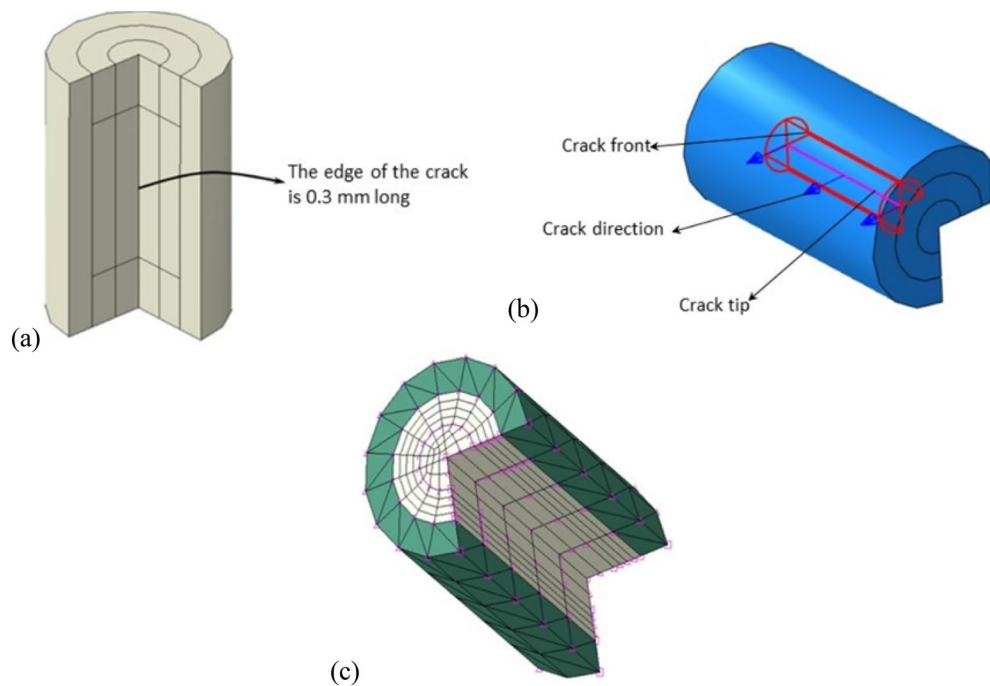 The edge of the crack
is 0.3 mm long
(a)
Crack front
Crack direction
Crack tip
(b)
(c)